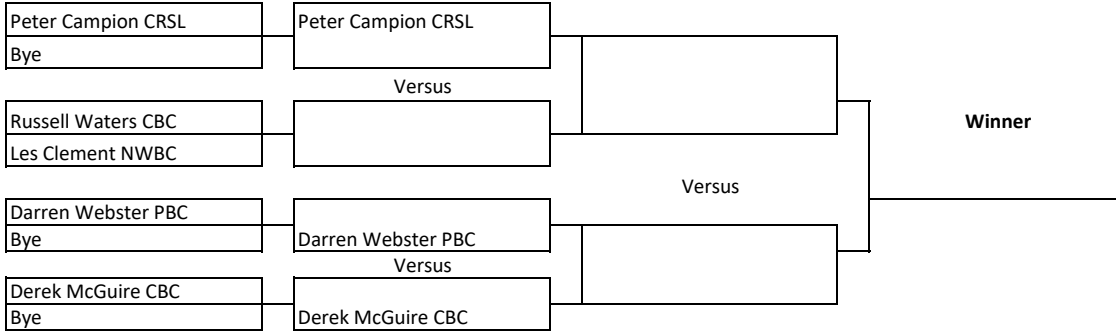 Peter Campion CRSL
Peter Campion CRSL
Bye
Versus
Russell Waters CBC
Winner
Les Clement NWBC
Versus
Darren Webster PBC
Bye
Darren Webster PBC
Versus
Derek McGuire CBC
Bye
Derek McGuire CBC